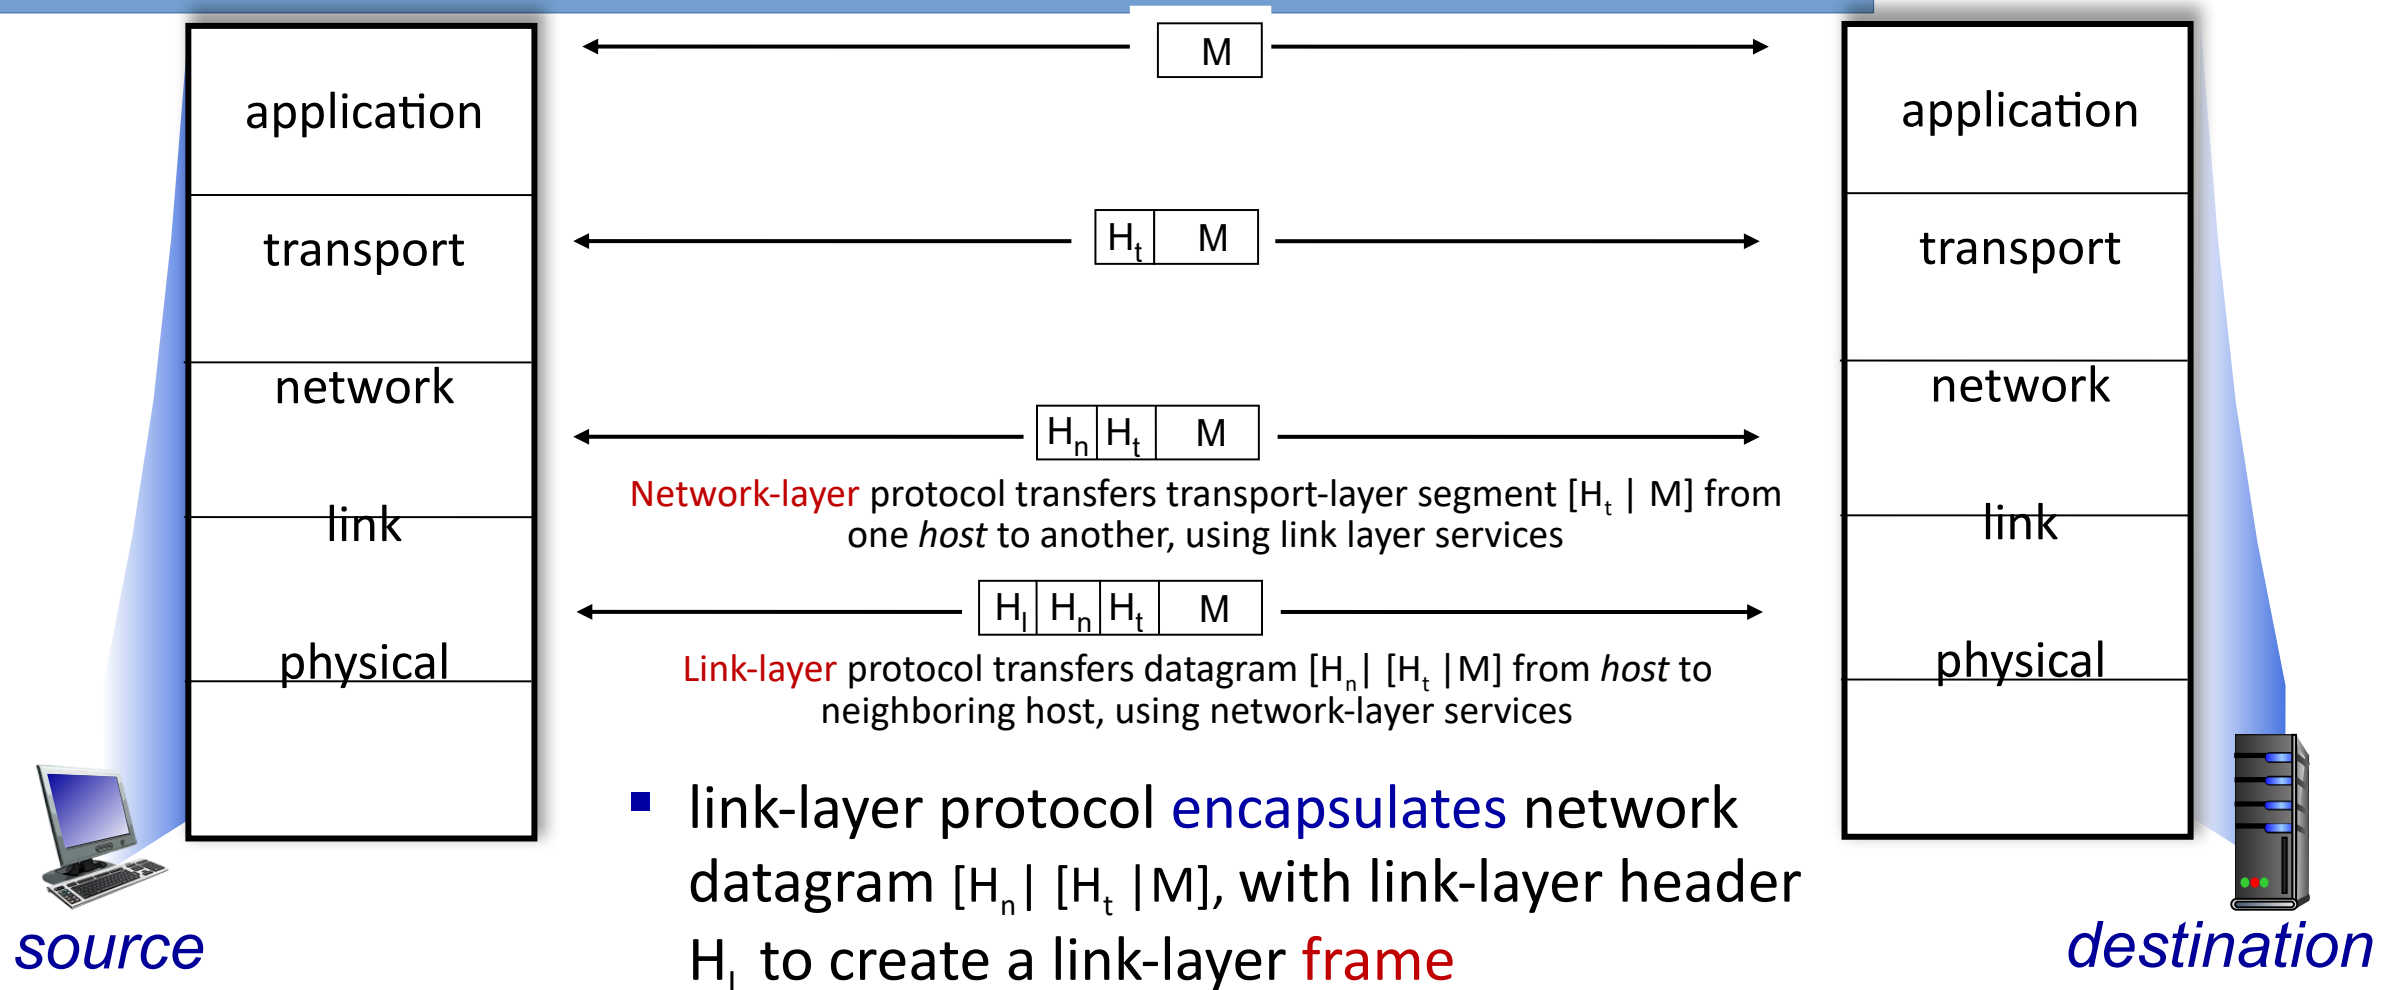 M
application
application
transport
Hₜ M
transport
network
network
Hₙ Hₜ M
Network-layer protocol transfers transport-layer segment [Hₜ | M] from
one host to another, using link layer services
link
link
Hₗ Hₙ Hₜ M
physical
physical
Link-layer protocol transfers datagram [Hₙ| [Hₜ |M] from host to
neighboring host, using network-layer services
▪ link-layer protocol encapsulates network
datagram [Hₙ| [Hₜ |M], with link-layer header
Hₗ to create a link-layer frame
source
destination